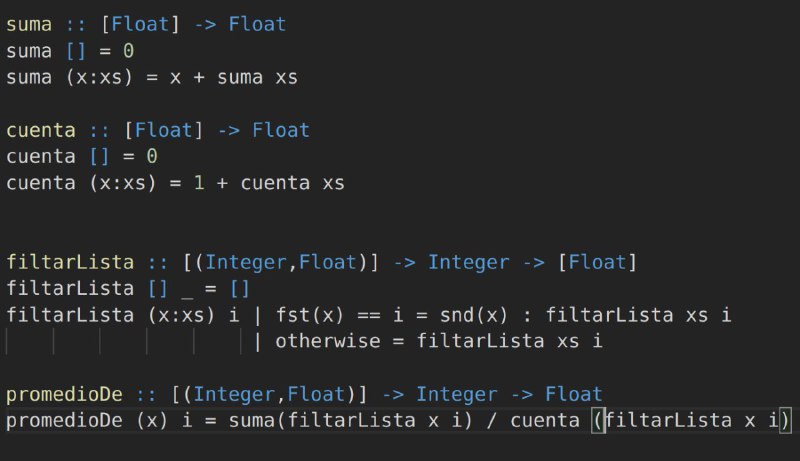 suma :: [Float] -> Float
suma [] = 0
suma (x:xs) = x + suma xs
cuenta :: [Float] -> Float
cuenta [] = 0
cuenta (x:xs) = 1 + cuenta xs
filtarLista :: [(Integer,Float)] -> Integer -> [Float]
filtarLista [] _ = []
filtarLista (x:xs) i | fst(x) == i = snd(x) : filtarLista xs i
| otherwise = filtarLista xs i
promedioDe :: [(Integer,Float)] -> Integer -> Float
promedioDe (x) i = suma(filtarLista x i) / cuenta (filtarLista x i)